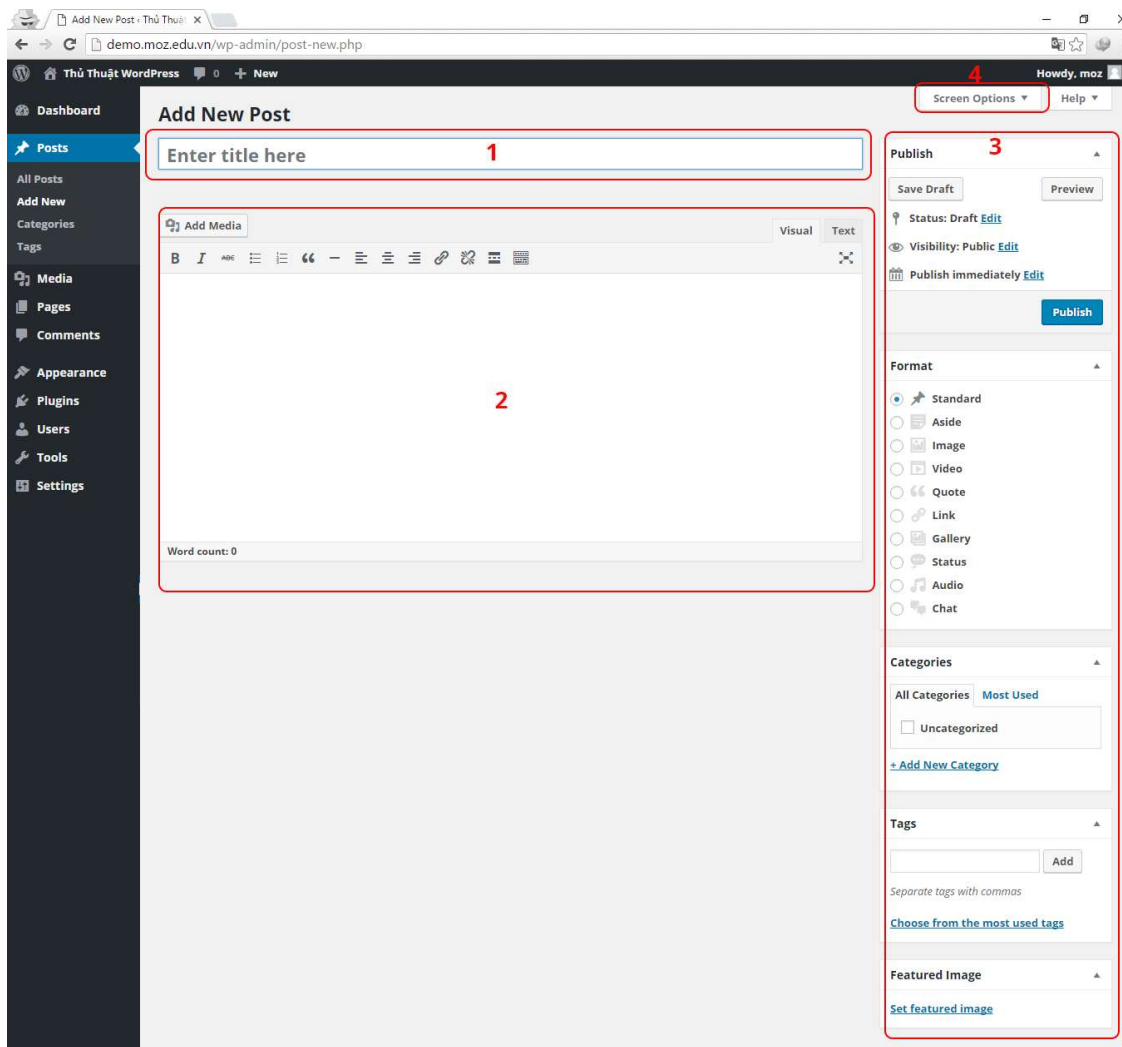 Add New Post ‹ Thủ Thuậ
demo.moz.edu.vn/wp-admin/post-new.php
Thủ Thuật WordPress 0 + New
Howdy, moz
4
Screen Options
Help
Dashboard
Posts
All Posts
Add New
Categories
Tags
Media
Pages
Comments
Appearance
Plugins
Users
Tools
Settings
Add New Post
Enter title here
1
Add Media
Visual
Text
B I ABC
2
Word count: 0
3
Publish
Save Draft
Preview
Status: Draft Edit
Visibility: Public Edit
Publish immediately Edit
Publish
Format
Standard
Aside
Image
Video
Quote
Link
Gallery
Status
Audio
Chat
Categories
All Categories
Most Used
Uncategorized
+ Add New Category
Tags
Add
Separate tags with commas
Choose from the most used tags
Featured Image
Set featured image